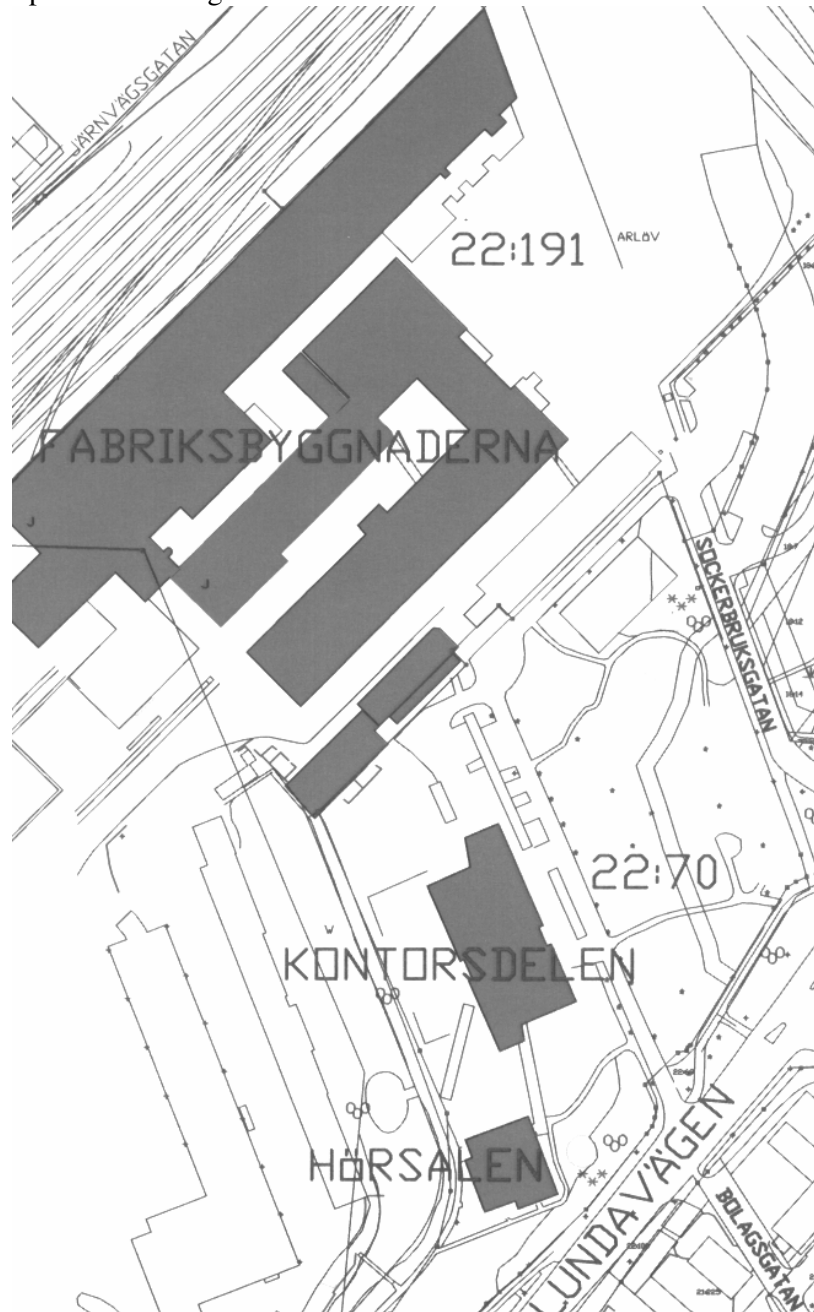 JÄRNVÄGSGATAN
22:191
ARLÖV
FABRIKSBYGGNADERNA
SOCKERBRUKSGATAN
22:70
KONTORSDELEN
HÖRSALEN
LUNDAVÄGEN
BOLAGSGATAN